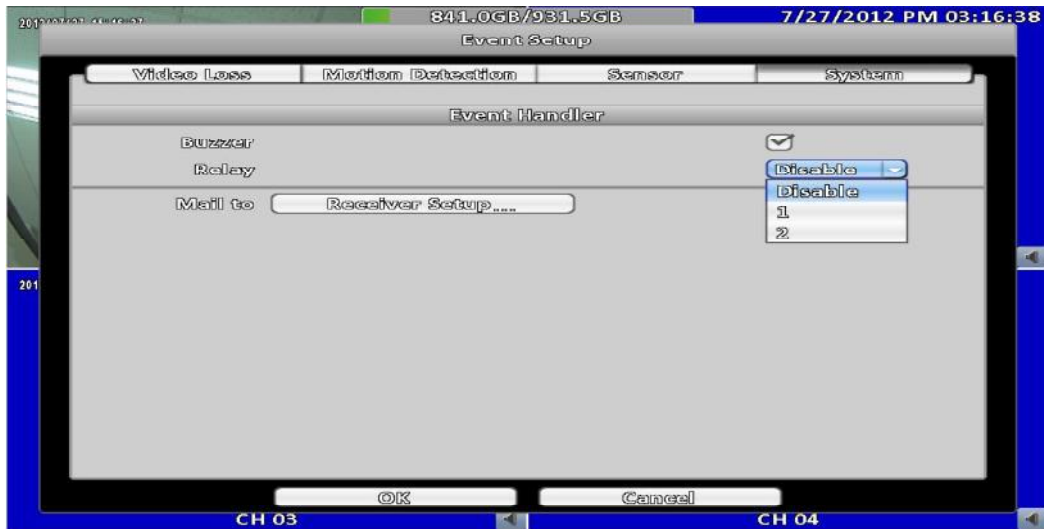 841.0GB/931.5GB
7/27/2012 PM 03:16:38
Event Setup
Video Loss
Motion Detection
Sensor
System
Event Handler
Buzzer
Relay
Disable
Disable
1
2
Mail to
Receiver Setup....
201
OK
Cancel
CH 03
CH 04